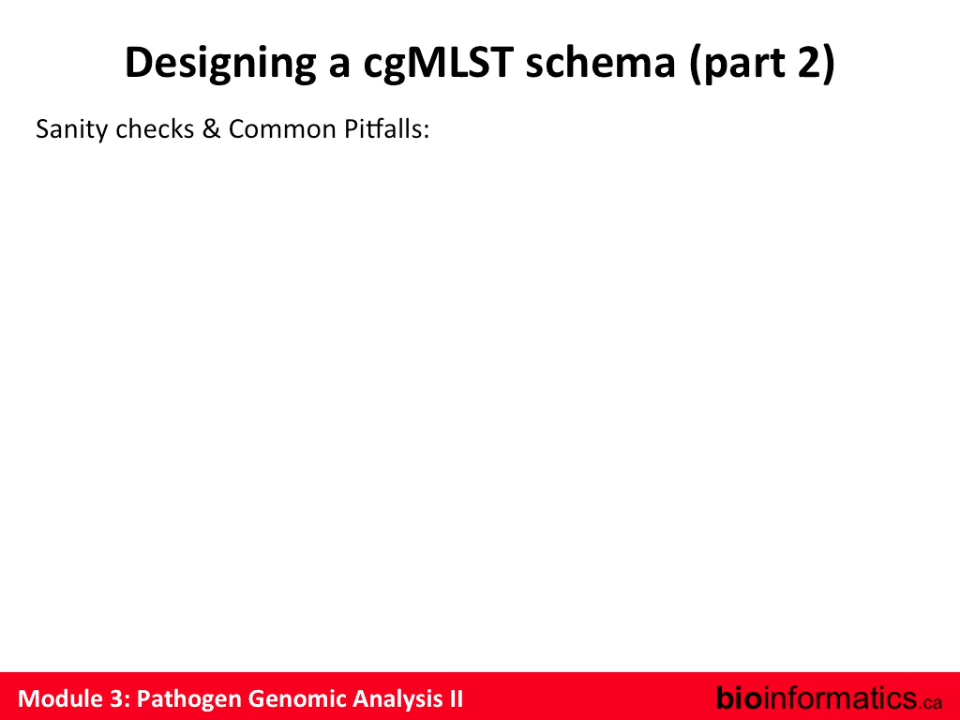 Designing a cgMLST schema (part 2)
Sanity checks & Common Pitfalls:
Module 3: Pathogen Genomic Analysis II
bioinformatics.ca